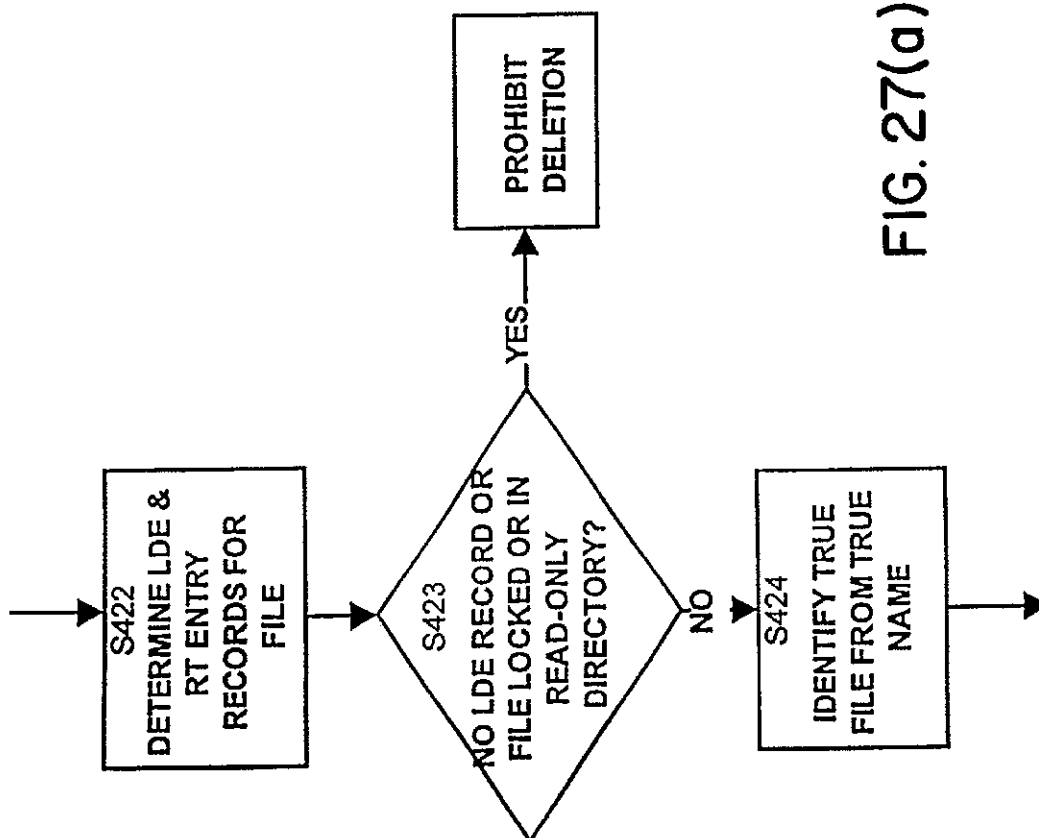 S422
DETERMINE LDE &
RT ENTRY
RECORDS FOR
FILE
S423
NO LDE RECORD OR
FILE LOCKED OR IN
READ-ONLY
DIRECTORY?
YES
PROHIBIT
DELETION
NO
S424
IDENTIFY TRUE
FILE FROM TRUE
NAME
FIG. 27(a)